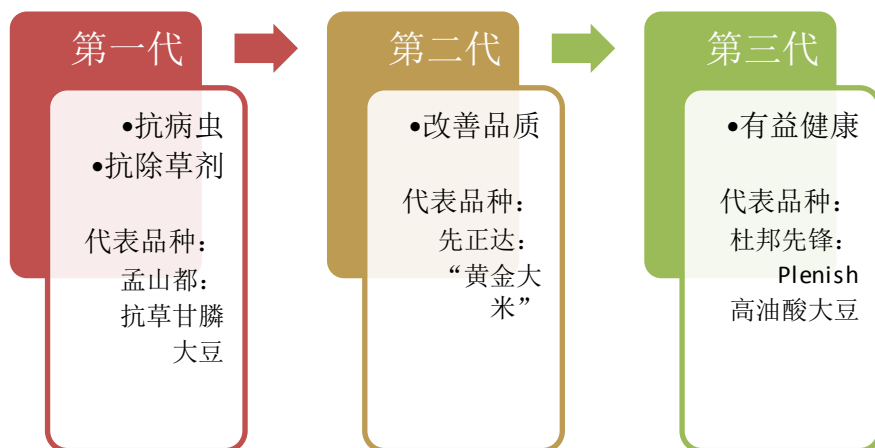 第一代
•抗病虫
•抗除草剂
代表品种：
孟山都：
抗草甘膦
大豆
第二代
•改善品质
代表品种：
先正达：
“黄金大
米”
第三代
•有益健康
代表品种：
杜邦先锋：
Plenish
高油酸大豆